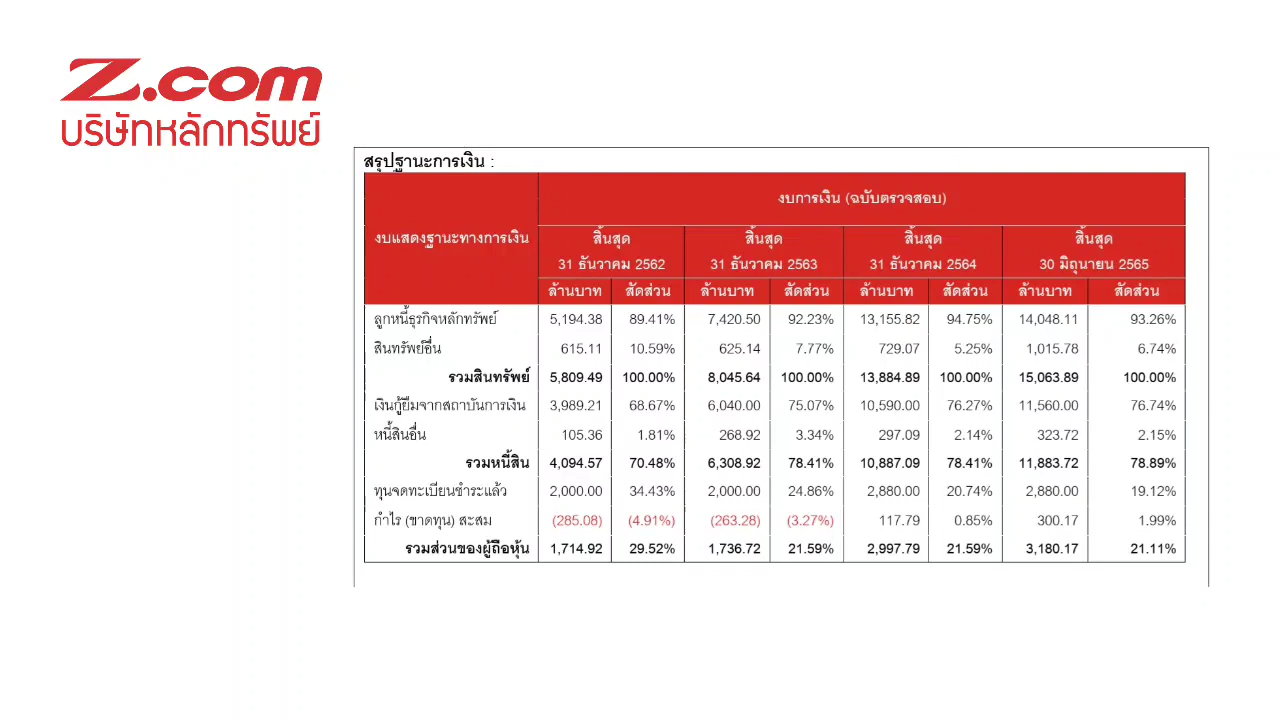 Z.com
บริษัทหลักทรัพย์
สรุปฐานะการเงิน :
งบแสดงฐานะทางการเงิน
งบการเงิน (ฉบับตรวจสอบ)
สิ้นสุด สิ้นสุด สิ้นสุด สิ้นสุด
31 ธันวาคม 2562 31 ธันวาคม 2563 31 ธันวาคม 2564 30 มิถุนายน 2565
ล้านบาท สัดส่วน ล้านบาท สัดส่วน ล้านบาท สัดส่วน ล้านบาท สัดส่วน
ลูกหนี้ธุรกิจหลักทรัพย์ 5,194.38 89.41% 7,420.50 92.23% 13,155.82 94.75% 14,048.11 93.26%
สินทรัพย์อื่น 615.11 10.59% 625.14 7.77% 729.07 5.25% 1,015.78 6.74%
รวมสินทรัพย์ 5,809.49 100.00% 8,045.64 100.00% 13,884.89 100.00% 15,063.89 100.00%
เงินกู้ยืมจากสถาบันการเงิน 3,989.21 68.67% 6,040.00 75.07% 10,590.00 76.27% 11,560.00 76.74%
หนี้สินอื่น 105.36 1.81% 268.92 3.34% 297.09 2.14% 323.72 2.15%
รวมหนี้สิน 4,094.57 70.48% 6,308.92 78.41% 10,887.09 78.41% 11,883.72 78.89%
ทุนจดทะเบียนชำระแล้ว 2,000.00 34.43% 2,000.00 24.86% 2,880.00 20.74% 2,880.00 19.12%
กำไร (ขาดทุน) สะสม (285.08) (4.91%) (263.28) (3.27%) 117.79 0.85% 300.17 1.99%
รวมส่วนของผู้ถือหุ้น 1,714.92 29.52% 1,736.72 21.59% 2,997.79 21.59% 3,180.17 21.11%